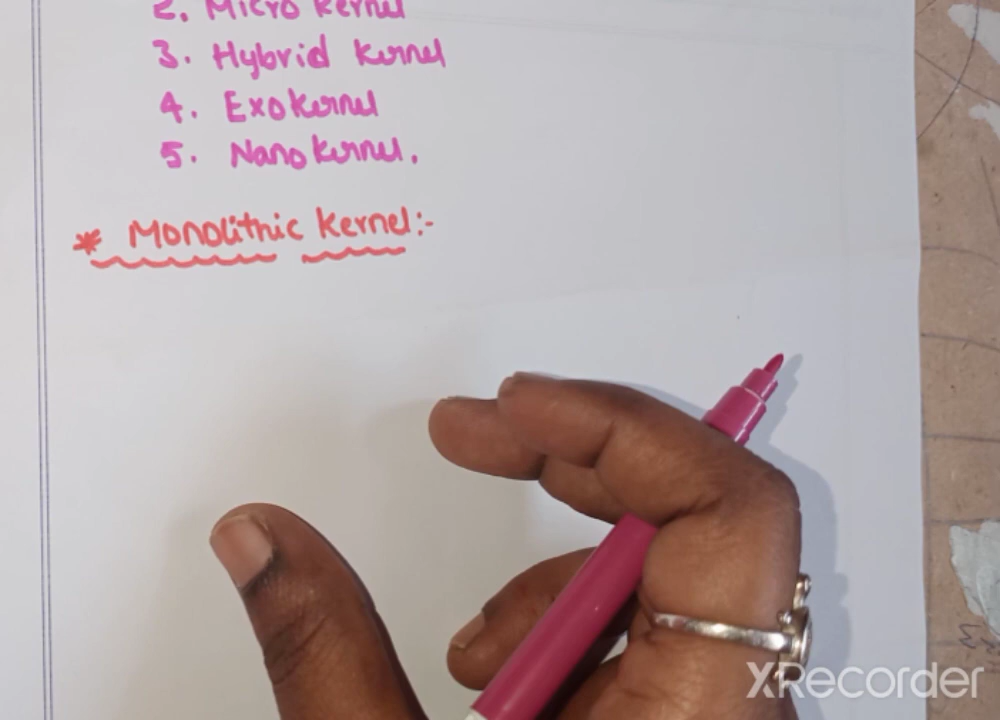 2. Micro Kernel
3. Hybrid Kernel
4. Exokernel
5. Nanokernel.
* Monolithic Kernel:-
XRecorder